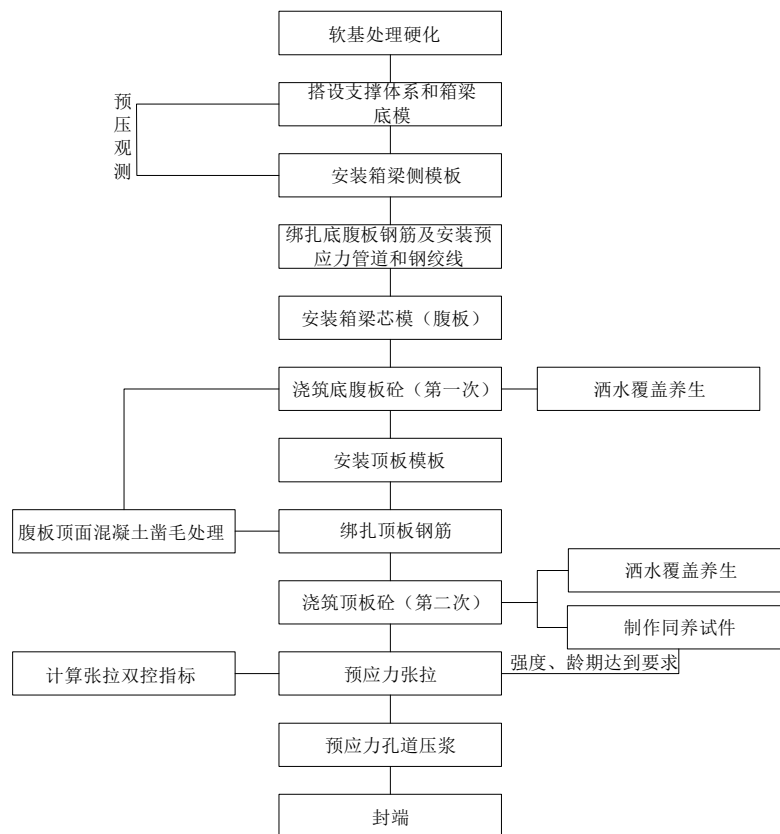 软基处理硬化
搭设支撑体系和箱梁
底模
预压观测
安装箱梁侧模板
绑扎底腹板钢筋及安装预
应力管道和钢绞线
安装箱梁芯模（腹板）
浇筑底腹板砼（第一次）
洒水覆盖养生
安装顶板模板
腹板顶面混凝土凿毛处理
绑扎顶板钢筋
洒水覆盖养生
浇筑顶板砼（第二次）
制作同养试件
强度、龄期达到要求
计算张拉双控指标
预应力张拉
预应力孔道压浆
封端